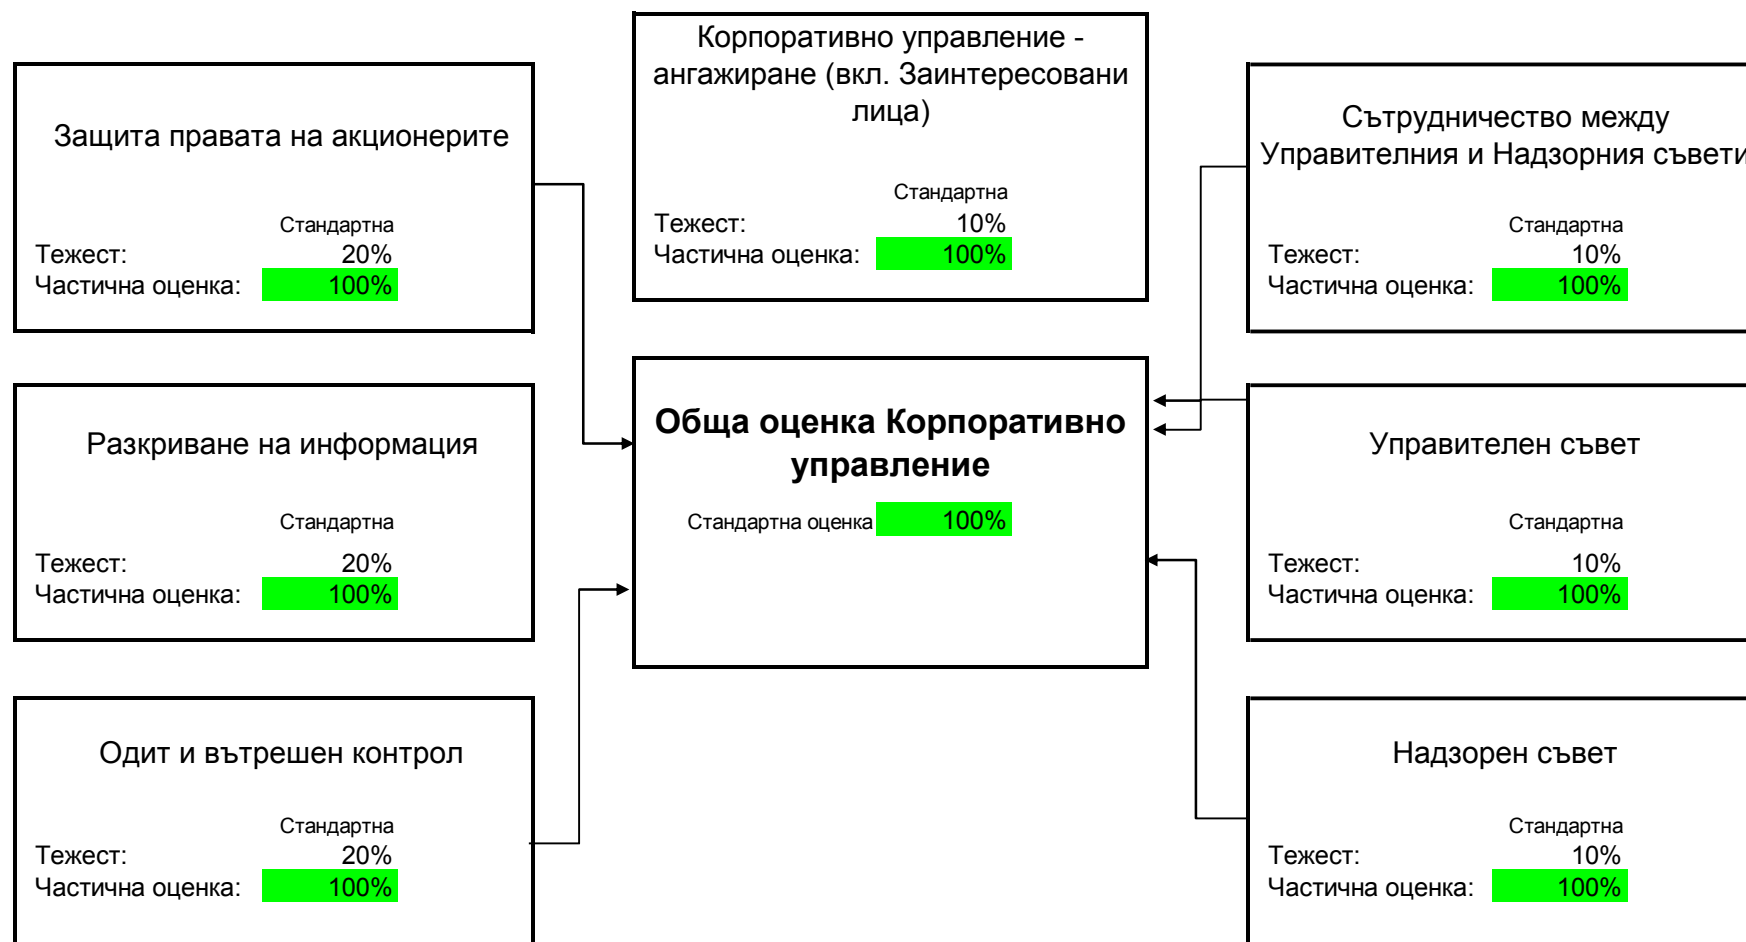 Корпоративно управление -
ангажиране (вкл. Заинтересовани
лица)
Стандартна
Тежест: 10%
Частична оценка: 100%
Защита правата на акционерите
Стандартна
Тежест: 20%
Частична оценка: 100%
Сътрудничество между
Управителния и Надзорния съвети
Стандартна
Тежест: 10%
Частична оценка: 100%
Разкриване на информация
Стандартна
Тежест: 20%
Частична оценка: 100%
Обща оценка Корпоративно
управление
Стандартна оценка 100%
Управителен съвет
Стандартна
Тежест: 10%
Частична оценка: 100%
Одит и вътрешен контрол
Стандартна
Тежест: 20%
Частична оценка: 100%
Надзорен съвет
Стандартна
Тежест: 10%
Частична оценка: 100%